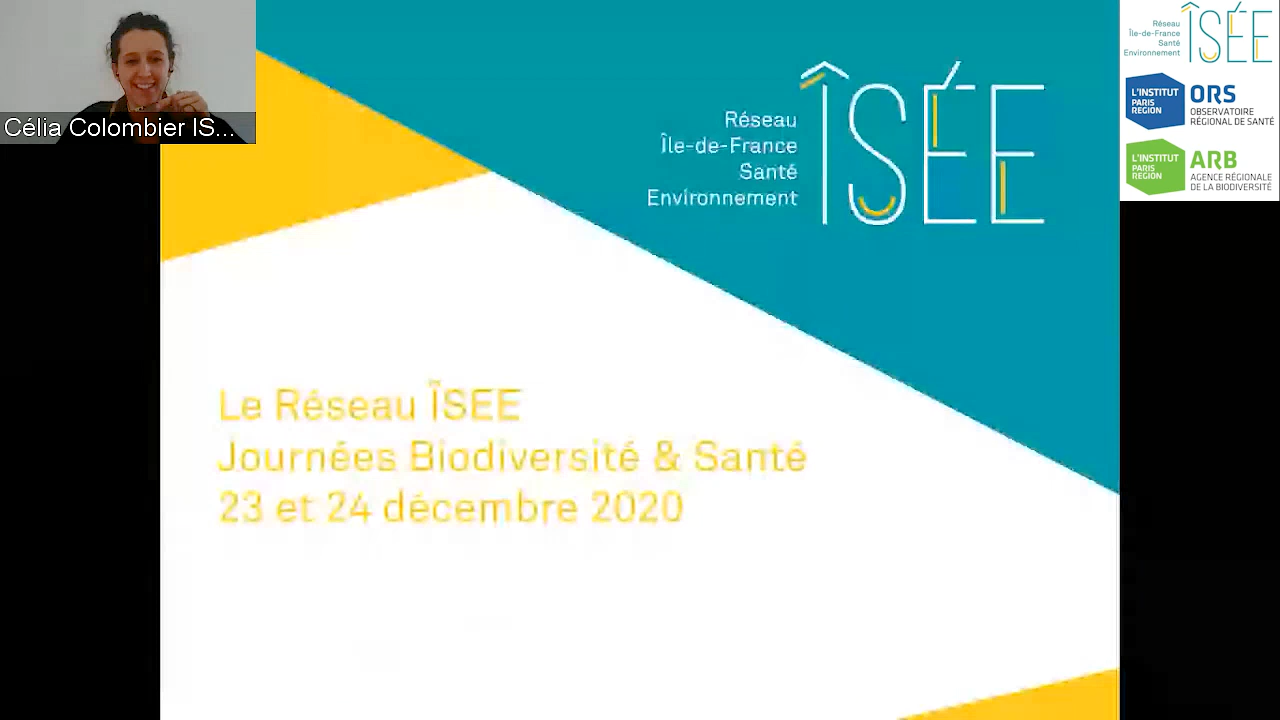 Célia Colombier IS...
Réseau
Île-de-France
Santé
Environnement
ÎSÉE
Le Réseau ÎSEE
Journées Biodiversité & Santé
23 et 24 décembre 2020
Réseau
Île-de-France
Santé
Environnement
ÎSÉE
L'INSTITUT
PARIS
REGION
ORS
OBSERVATOIRE
RÉGIONAL DE SANTÉ
L'INSTITUT
PARIS
REGION
ARB
AGENCE RÉGIONALE
DE LA BIODIVERSITÉ